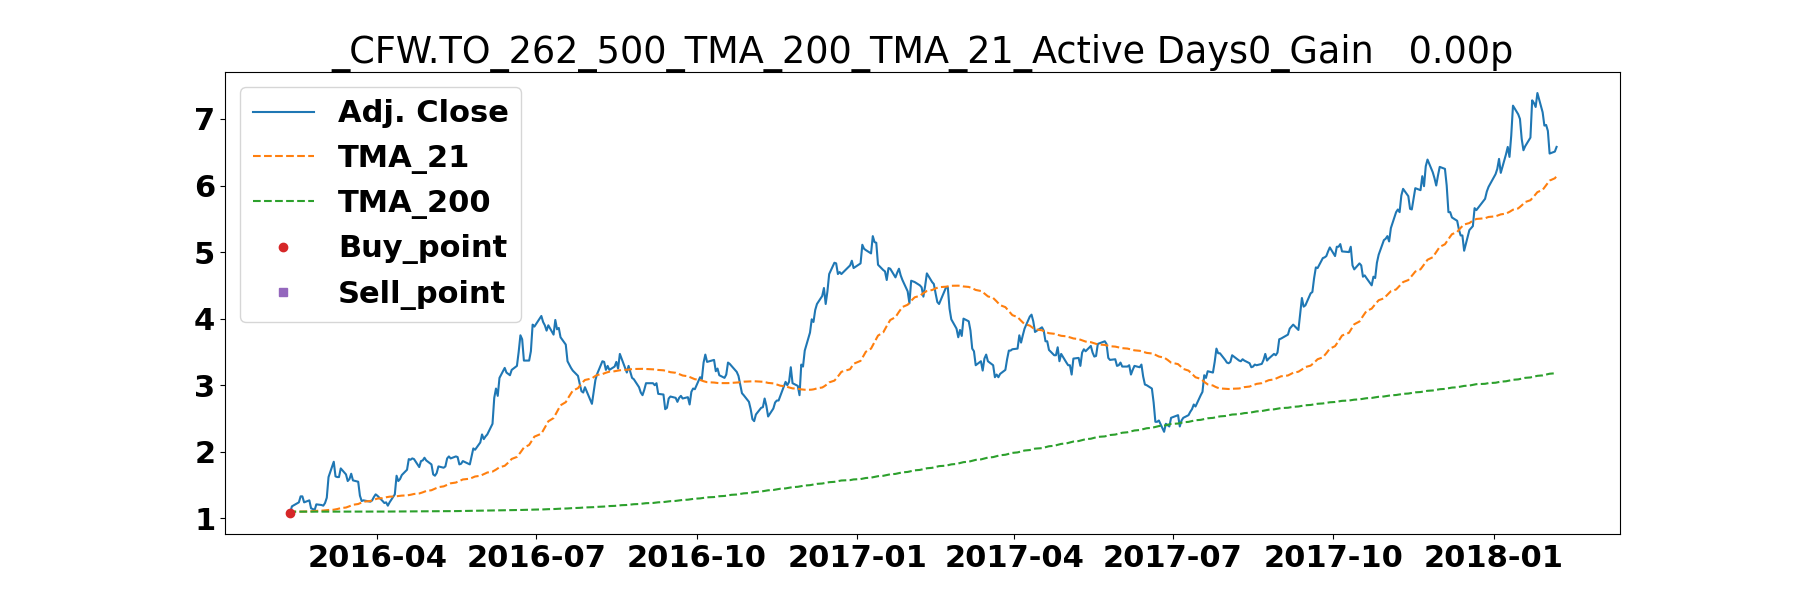 _CFW.TO_262_500_TMA_200_TMA_21_Active Days0_Gain   0.00p
Adj. Close
TMA_21
TMA_200
Buy_point
Sell_point
7
6
5
4
3
2
1
2016-04 2016-07 2016-10 2017-01 2017-04 2017-07 2017-10 2018-01